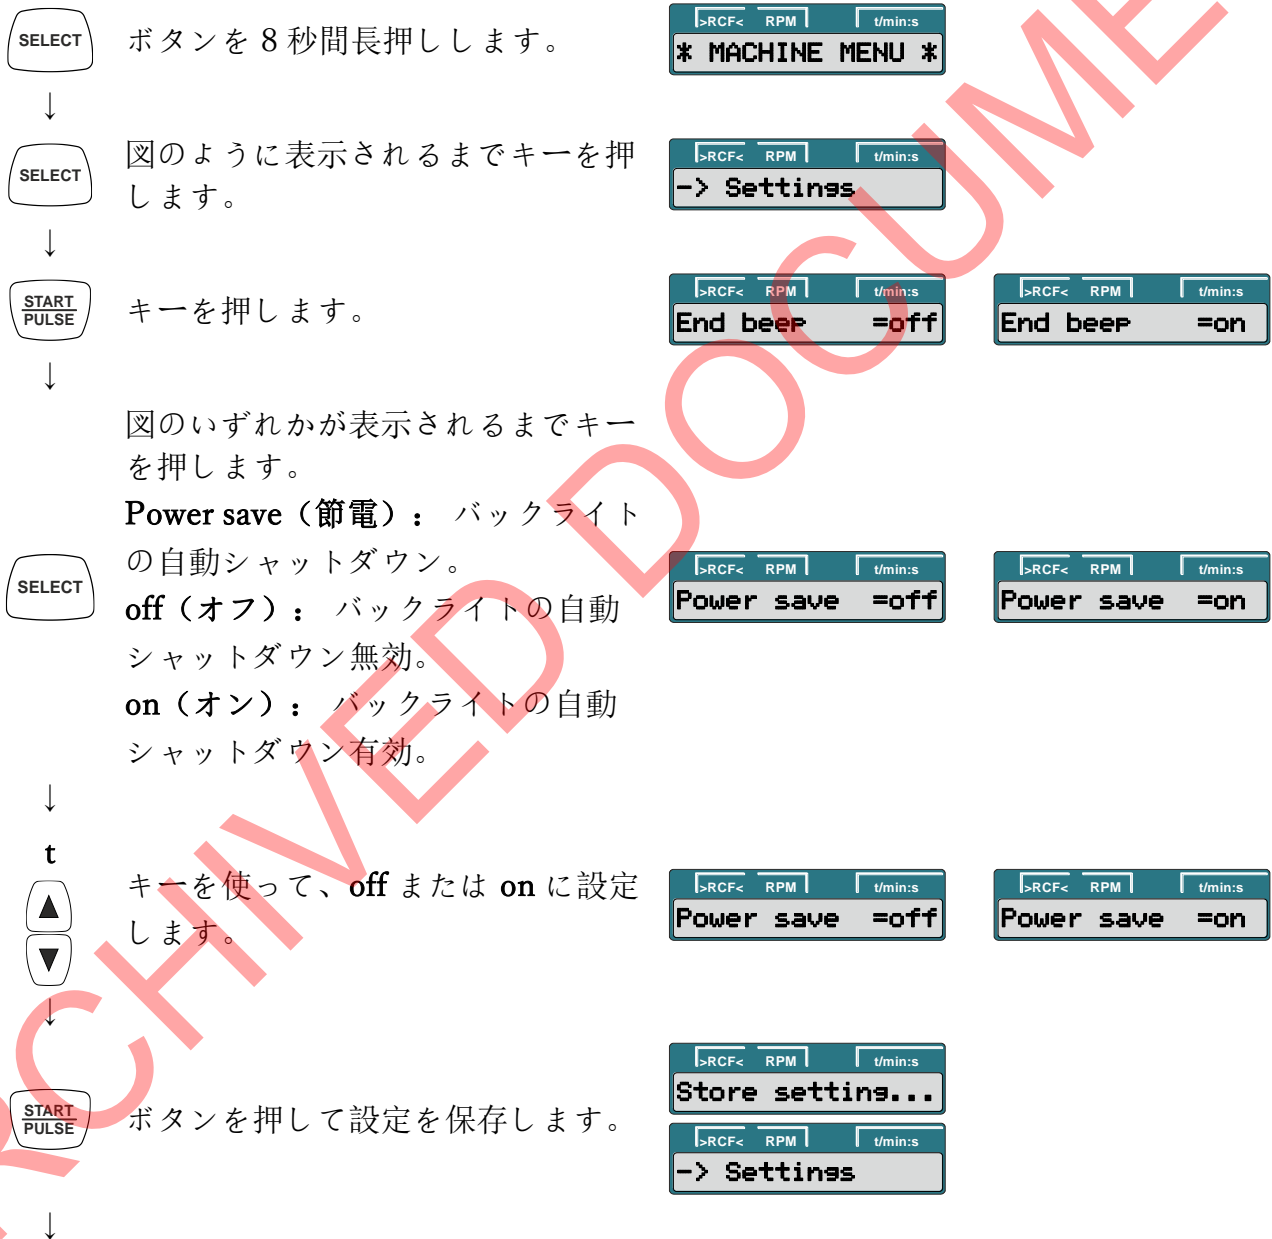 SELECT
ボタンを 8 秒間長押しします。
>RCF< RPM t/min:s
* MACHINE MENU *
↓
SELECT
図のように表示されるまでキーを押
します。
>RCF< RPM t/min:s
-> Settings
↓
START
PULSE
キーを押します。
>RCF< RPM t/min:s
End beep =off
>RCF< RPM t/min:s
End beep =on
↓
SELECT
図のいずれかが表示されるまでキー
を押します。
Power save（節電）： バックライト
の自動シャットダウン。
off（オフ）： バックライトの自動
シャットダウン無効。
on（オン）： バックライトの自動
シャットダウン有効。
>RCF< RPM t/min:s
Power save =off
>RCF< RPM t/min:s
Power save =on
↓
t
▲
▼
キーを使って、off または on に設定
します。
>RCF< RPM t/min:s
Power save =off
>RCF< RPM t/min:s
Power save =on
↓
START
PULSE
ボタンを押して設定を保存します。
>RCF< RPM t/min:s
Store setting...
>RCF< RPM t/min:s
-> Settings
↓
RCHIVED DOCUME